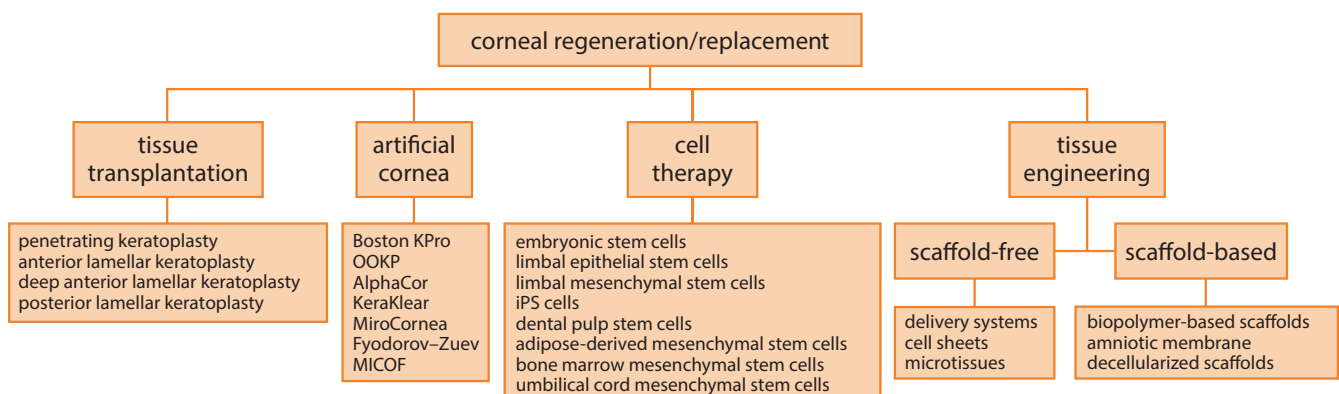 corneal regeneration/replacement
tissue
transplantation
artificial
cornea
cell
therapy
tissue
engineering
penetrating keratoplasty
anterior lamellar keratoplasty
deep anterior lamellar keratoplasty
posterior lamellar keratoplasty
Boston KPro
OOKP
AlphaCor
KeraKlear
MiroCornea
Fyodorov–Zuev
MICOF
embryonic stem cells
limbal epithelial stem cells
limbal mesenchymal stem cells
iPS cells
dental pulp stem cells
adipose-derived mesenchymal stem cells
bone marrow mesenchymal stem cells
umbilical cord mesenchymal stem cells
scaffold-free
scaffold-based
delivery systems
cell sheets
microtissues
biopolymer-based scaffolds
amniotic membrane
decellularized scaffolds